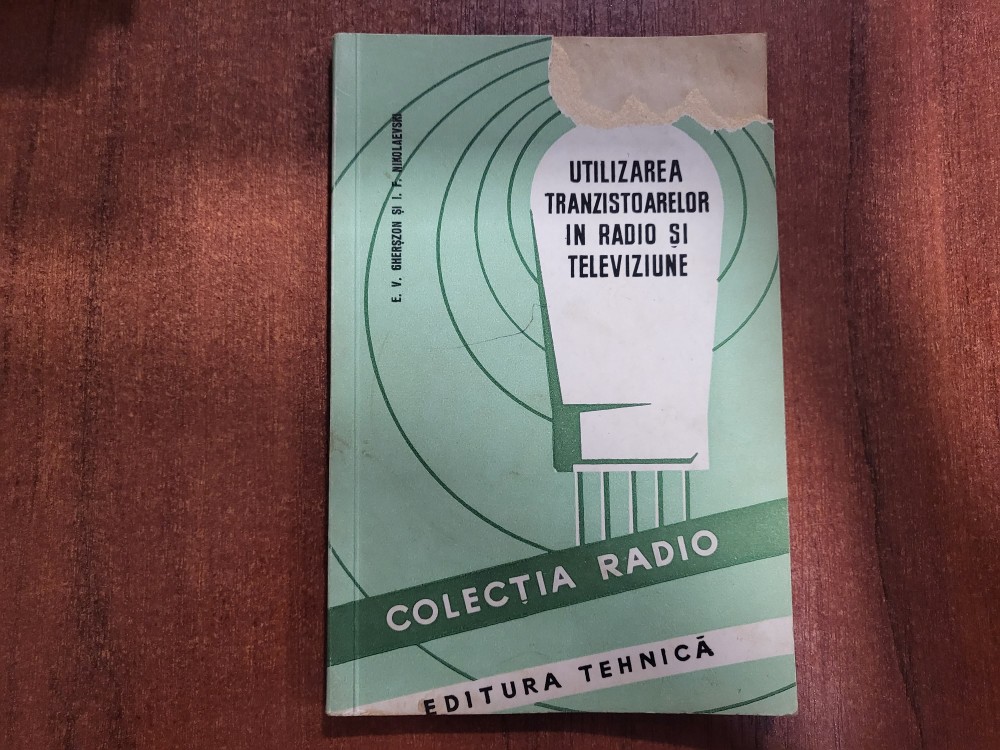 E. V. GHERȘZON ȘI I. F. NIKOLAEVSKI
UTILIZAREA
TRANZISTOARELOR
IN RADIO ȘI
TELEVIZIUNE
COLECȚIA RADIO
EDITURA TEHNICĂ